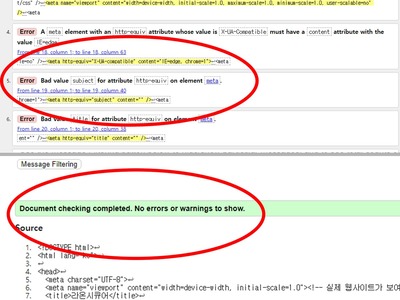 t/css" />↩<meta name="viewport" content="width=device-width, initial-scale=1.0, maximum-scale=1.0, minimum-scale=1.0, user-scalable=no"
/>↩<meta
4. Error A meta element with an http-equiv attribute whose value is X-UA-Compatible must have a content attribute with the
value IE=edge.
From line 18, column 1; to line 18, column 63
le=no" />↩<meta http-equiv="X-UA-Compatible" content="IE=edge, chrome=1">↩<meta
5. Error Bad value subject for attribute http-equiv on element meta.
From line 19, column 1; to line 19, column 40
hrome=1">↩<meta http-equiv="subject" content="" />↩<meta
6. Error Bad value title for attribute http-equiv on element meta.
From line 20, column 1; to line 20, column 38
ent="" />↩<meta http-equiv="title" content="" />↩<meta
Message Filtering
Document checking completed. No errors or warnings to show.
Source
1. <!DOCTYPE html>↩
2. <html lang="ko">↩
3. ↩
4. <head>↩
5. <meta charset="UTF-8">↩
6. <meta name="viewport" content="width=device-width, initial-scale=1.0"><!-- 실제 웹사이트가 보여
7. <title>라온시큐어</title>